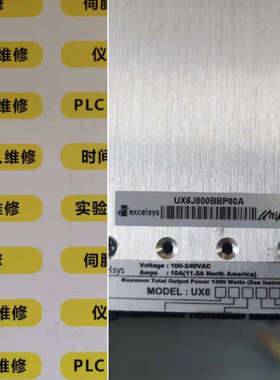 维修
伺服
仪
维修
PLC
维修
时间
维修
实验
维修
伺
仪
维修
PLC
UX6J000BBP00A
excelsys
Voltage : 100-240VAC
Amps : 10A(11.5A North America)
Maximum Total Output Power 1200 Watts (See
MODEL: UX6